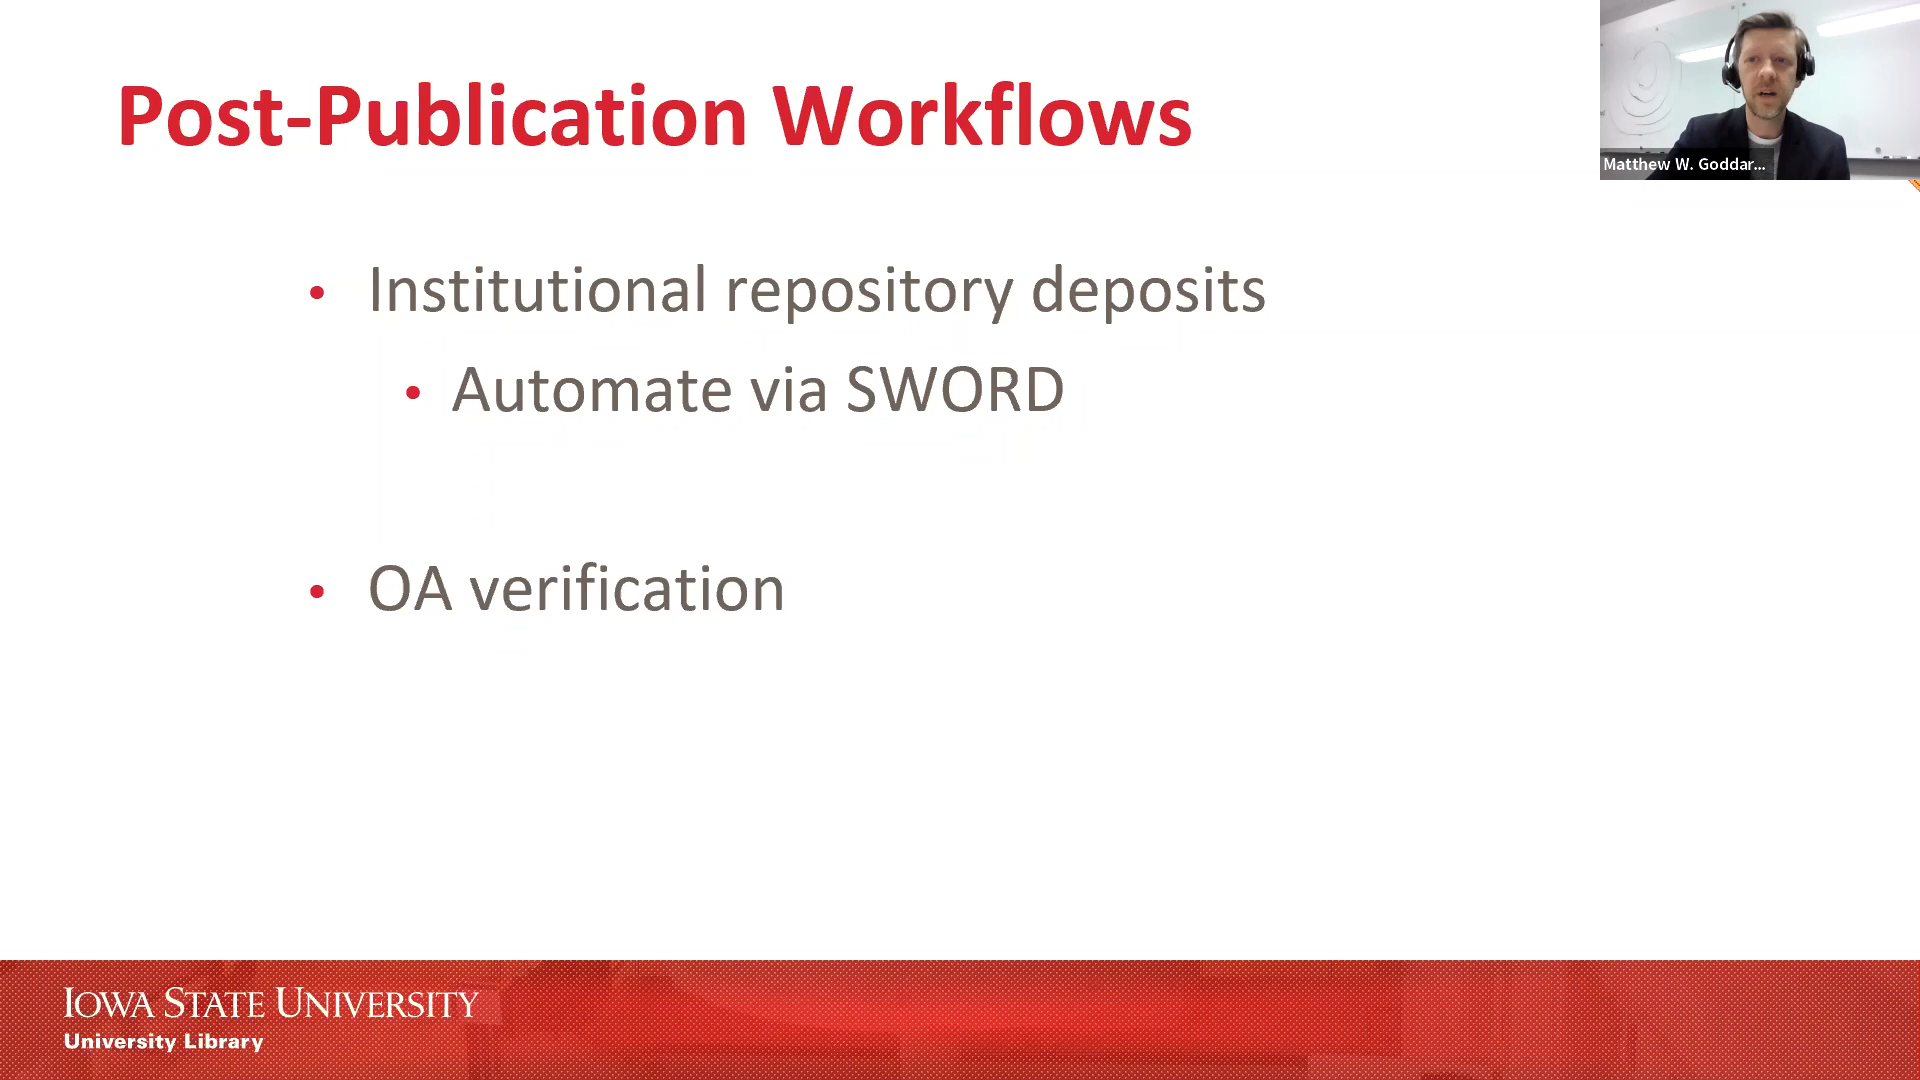 Post-Publication Workflows
Matthew W. Goddar...
• Institutional repository deposits
• Automate via SWORD
• OA verification
IOWA STATE UNIVERSITY
University Library